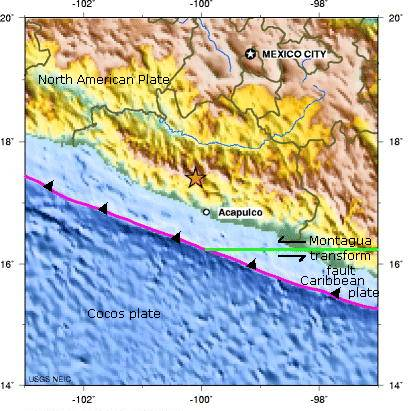 -102° -100° -98°
20° 20°
MEXICO CITY
North American Plate
18° 18°
Acapulco
Montagua
transform
fault
16° 16°
Caribbean
plate
Cocos plate
USGS NEIC
14° 14°
-102° -100° -98°